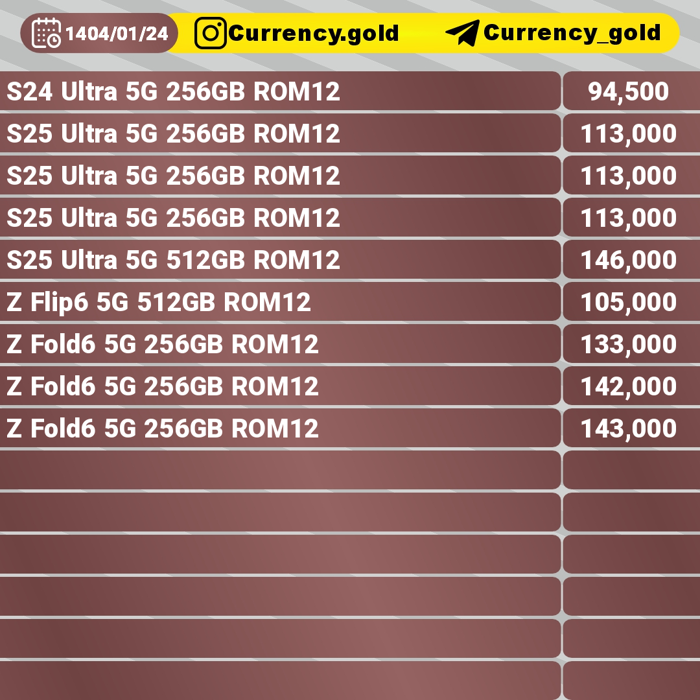 1404/01/24 Currency.gold Currency_gold
S24 Ultra 5G 256GB ROM12 94,500
S25 Ultra 5G 256GB ROM12 113,000
S25 Ultra 5G 256GB ROM12 113,000
S25 Ultra 5G 256GB ROM12 113,000
S25 Ultra 5G 512GB ROM12 146,000
Z Flip6 5G 512GB ROM12 105,000
Z Fold6 5G 256GB ROM12 133,000
Z Fold6 5G 256GB ROM12 142,000
Z Fold6 5G 256GB ROM12 143,000